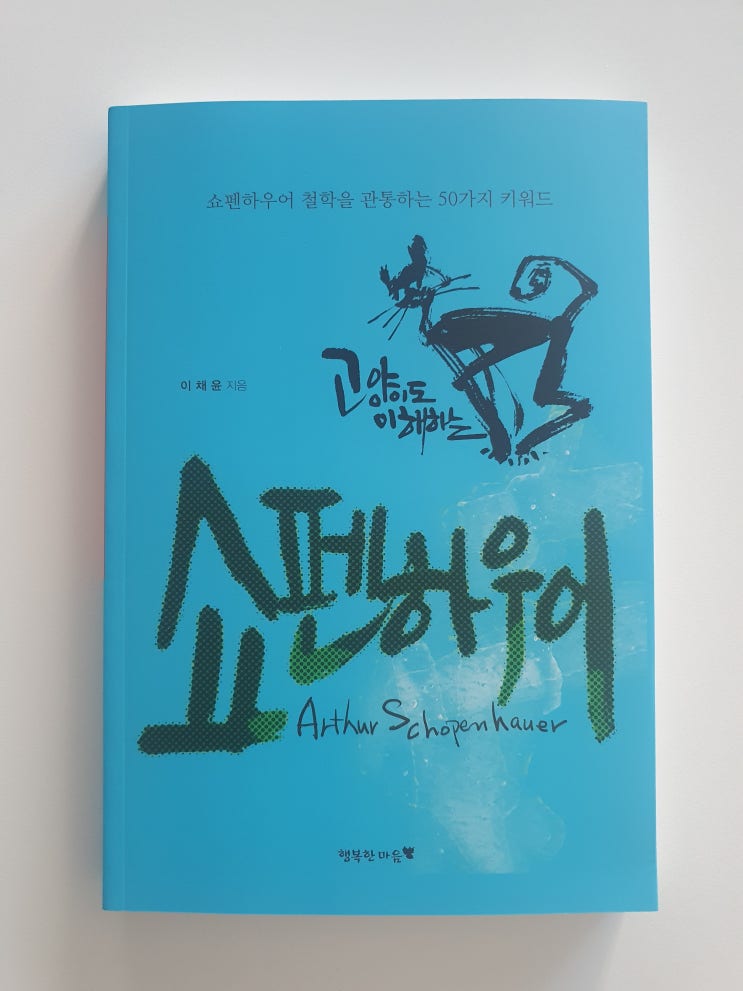 쇼펜하우어 철학을 관통하는 50가지 키워드
이채윤 지음
고양이도
이해하는
쇼펜하우어
Arthur Schopenhauer
행복한마음